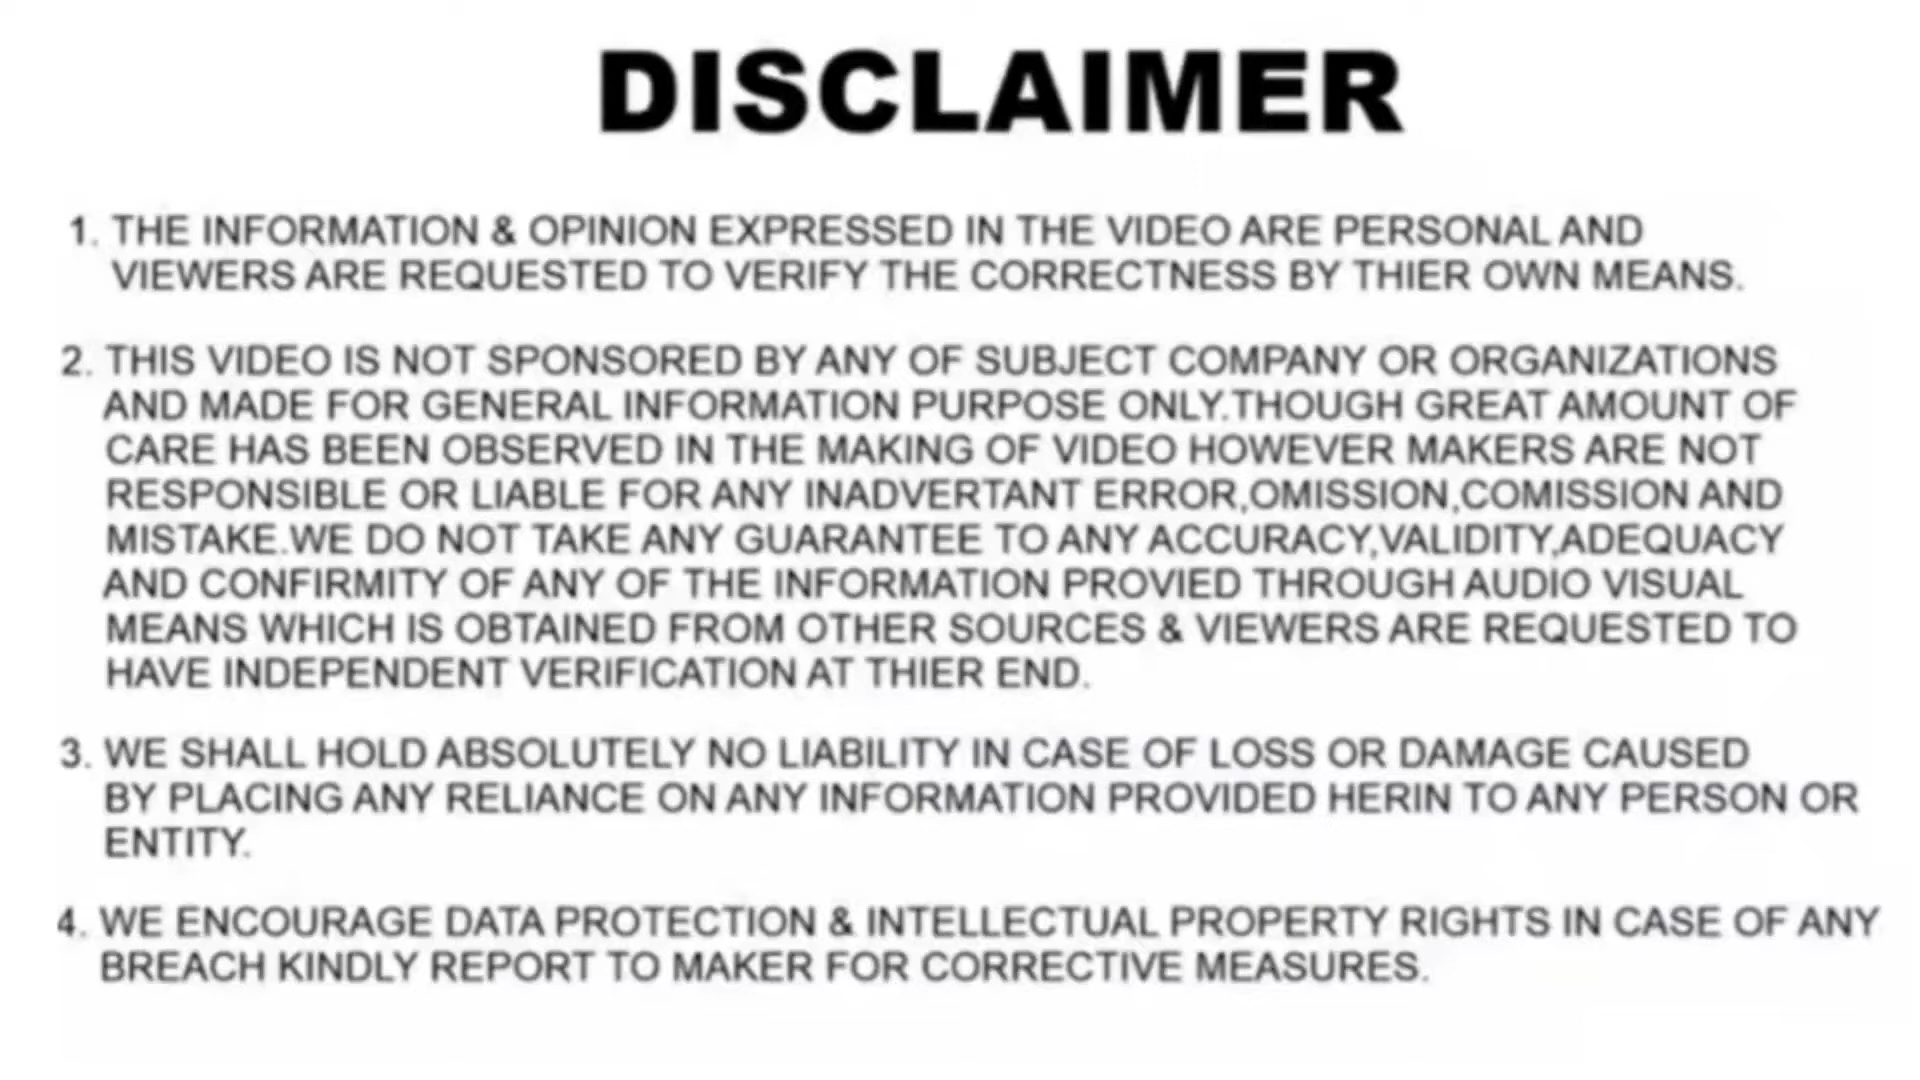 DISCLAIMER
1. THE INFORMATION & OPINION EXPRESSED IN THE VIDEO ARE PERSONAL AND
VIEWERS ARE REQUESTED TO VERIFY THE CORRECTNESS BY THIER OWN MEANS.
2. THIS VIDEO IS NOT SPONSORED BY ANY OF SUBJECT COMPANY OR ORGANIZATIONS
AND MADE FOR GENERAL INFORMATION PURPOSE ONLY.THOUGH GREAT AMOUNT OF
CARE HAS BEEN OBSERVED IN THE MAKING OF VIDEO HOWEVER MAKERS ARE NOT
RESPONSIBLE OR LIABLE FOR ANY INADVERTANT ERROR,OMISSION,COMISSION AND
MISTAKE.WE DO NOT TAKE ANY GUARANTEE TO ANY ACCURACY,VALIDITY,ADEQUACY
AND CONFIRMITY OF ANY OF THE INFORMATION PROVIED THROUGH AUDIO VISUAL
MEANS WHICH IS OBTAINED FROM OTHER SOURCES & VIEWERS ARE REQUESTED TO
HAVE INDEPENDENT VERIFICATION AT THIER END.
3. WE SHALL HOLD ABSOLUTELY NO LIABILITY IN CASE OF LOSS OR DAMAGE CAUSED
BY PLACING ANY RELIANCE ON ANY INFORMATION PROVIDED HERIN TO ANY PERSON OR
ENTITY.
4. WE ENCOURAGE DATA PROTECTION & INTELLECTUAL PROPERTY RIGHTS IN CASE OF ANY
BREACH KINDLY REPORT TO MAKER FOR CORRECTIVE MEASURES.